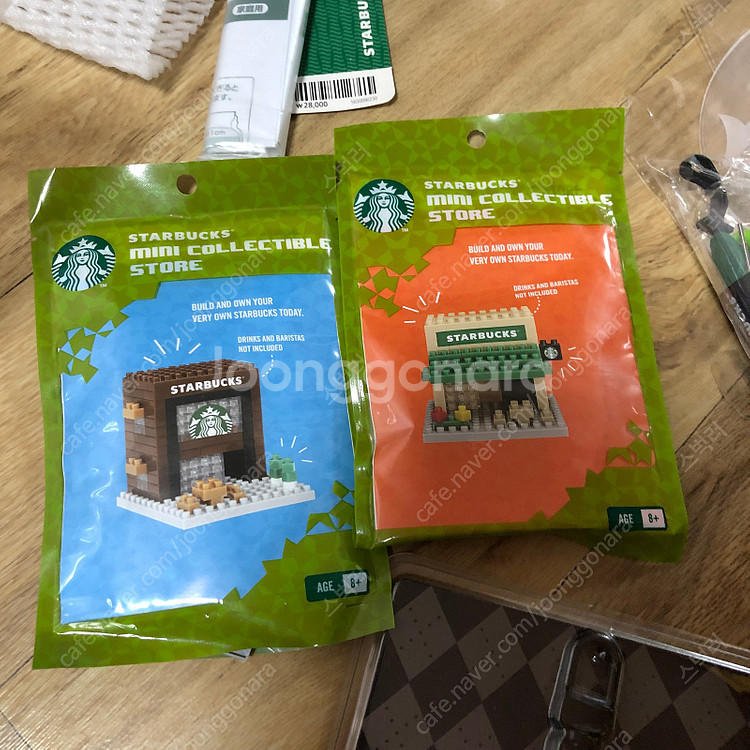 家庭用
STARBUCKS
₩28,000
STARBUCKS
MINI COLLECTIBLE
STORE
BUILD AND OWN YOUR
VERY OWN STARBUCKS TODAY.
DRINKS AND BARISTAS
NOT INCLUDED
STARBUCKS
AGE 8+
STARBUCKS
MINI COLLECTIBLE
STORE
BUILD AND OWN YOUR
VERY OWN STARBUCKS TODAY.
DRINKS AND BARISTAS
NOT INCLUDED
STARBUCKS
AGE 8+
Joonggonara
cafe.naver.com/joonggonara